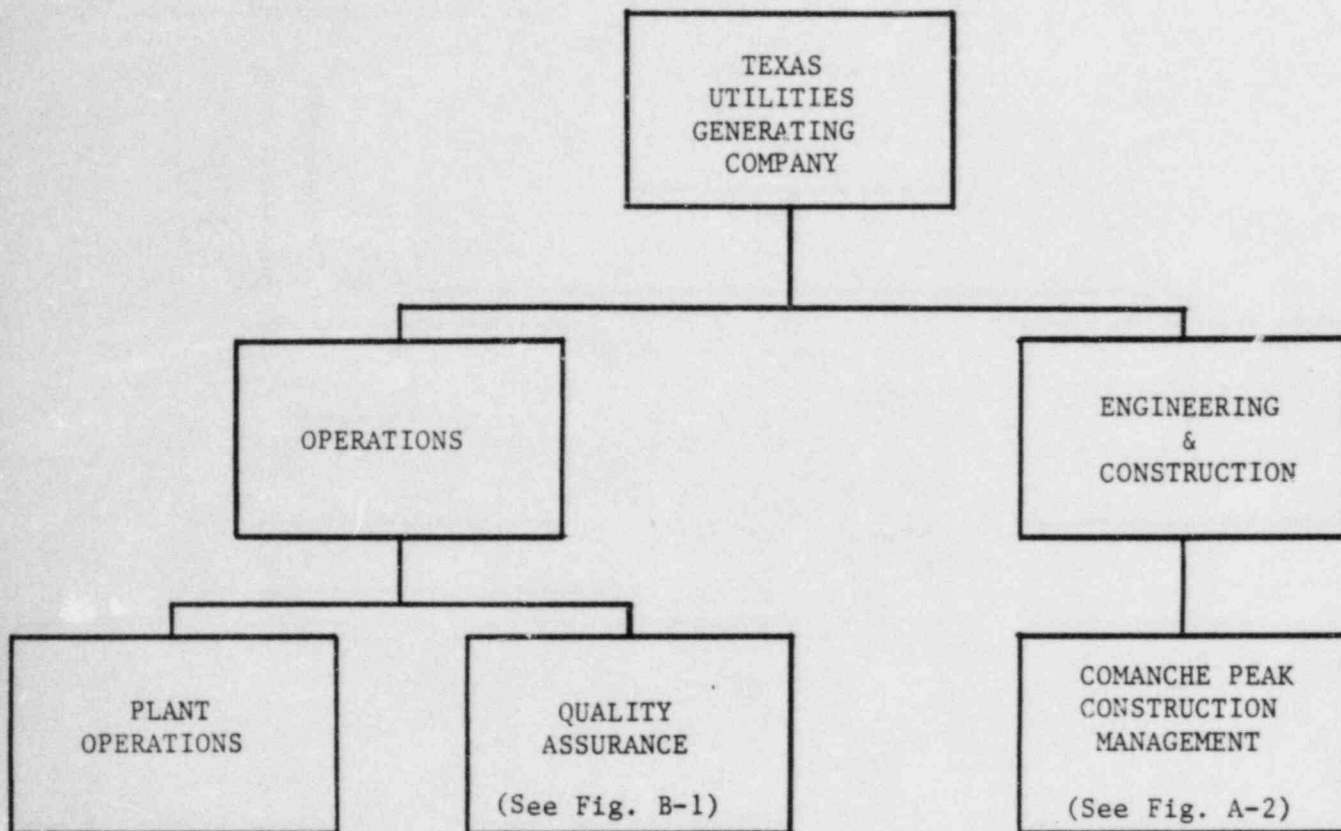 TEXAS
UTILITIES
GENERATING
COMPANY
OPERATIONS
ENGINEERING
&
CONSTRUCTION
PLANT
OPERATIONS
QUALITY
ASSURANCE
(See Fig. B-1)
COMANCHE PEAK
CONSTRUCTION
MANAGEMENT
(See Fig. A-2)